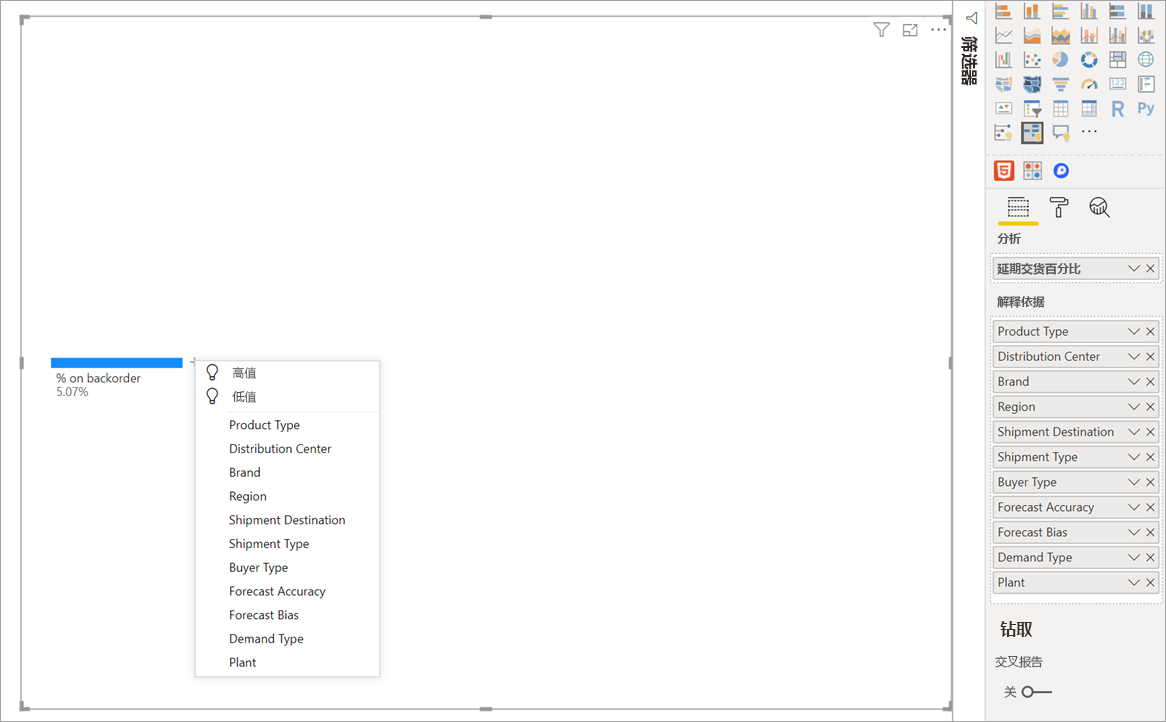 % on backorder
5.07%
高值
低值
Product Type
Distribution Center
Brand
Region
Shipment Destination
Shipment Type
Buyer Type
Forecast Accuracy
Forecast Bias
Demand Type
Plant
筛选器
123
R
Py
5
分析
延期交货百分比
解释依据
Product Type
Distribution Center
Brand
Region
Shipment Destination
Shipment Type
Buyer Type
Forecast Accuracy
Forecast Bias
Demand Type
Plant
钻取
交叉报告
关